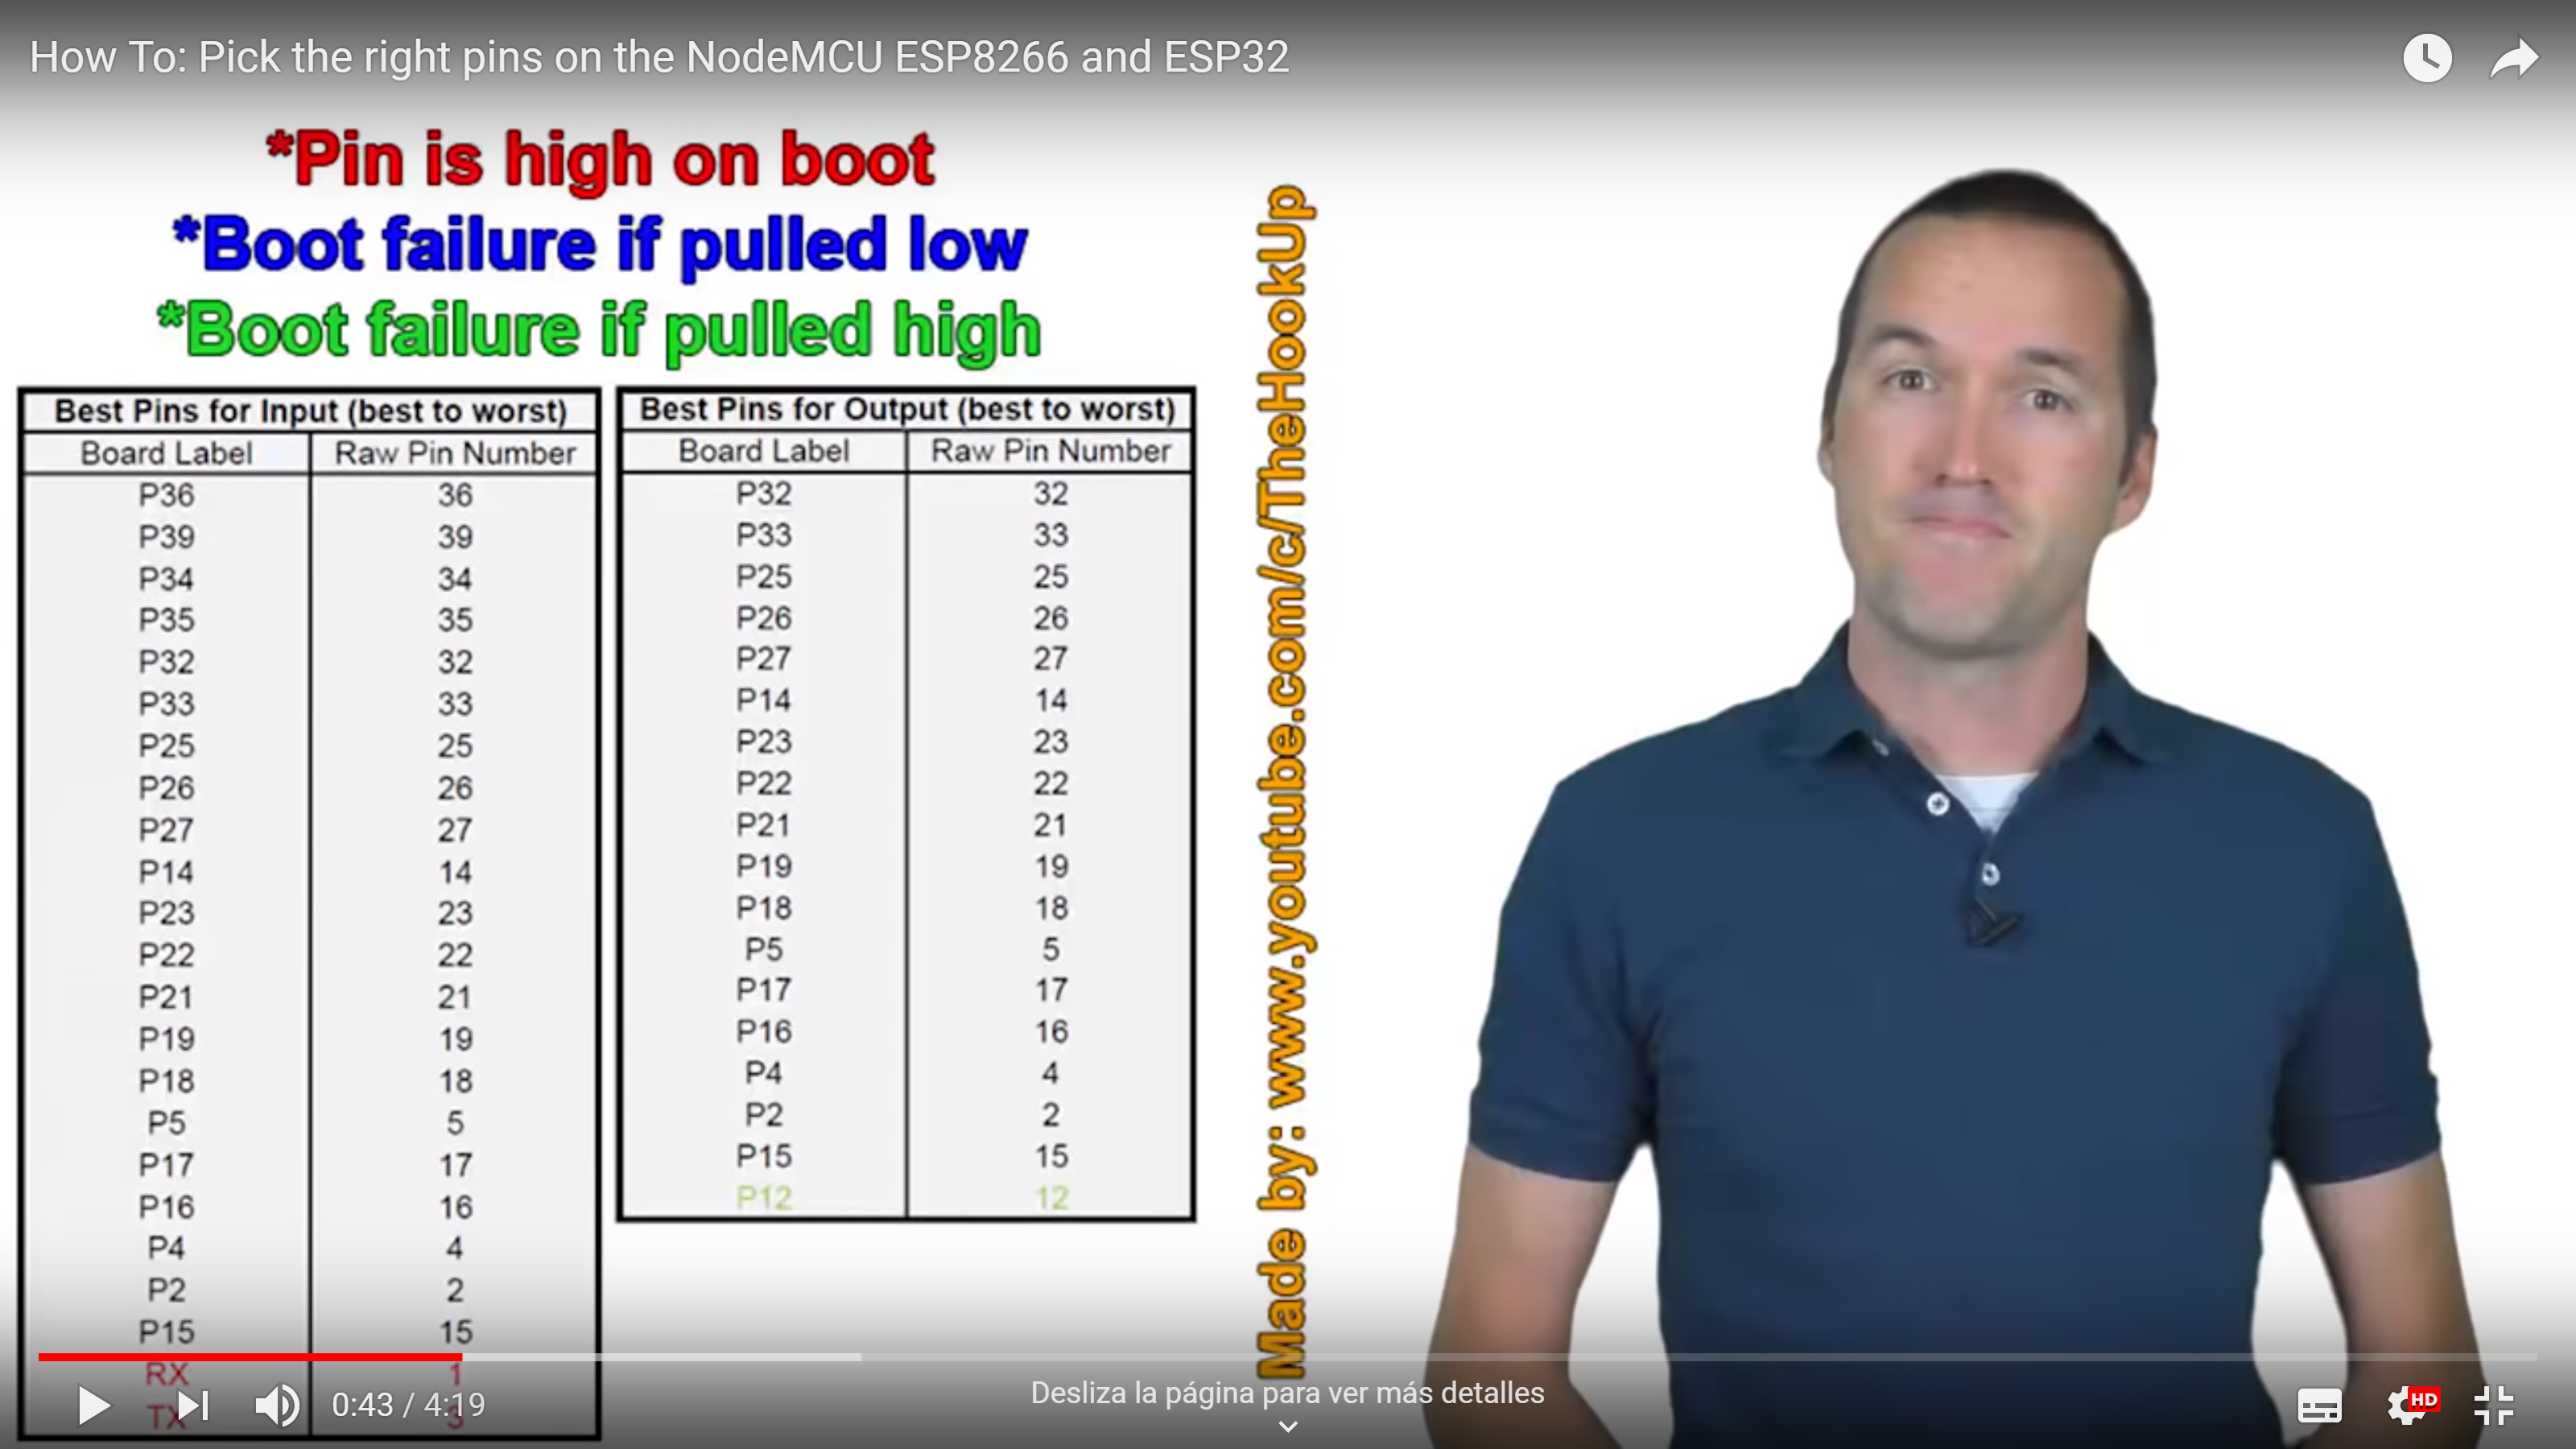 How To: Pick the right pins on the NodeMCU ESP8266 and ESP32
*Pin is high on boot
*Boot failure if pulled low
*Boot failure if pulled high
Best Pins for Input (best to worst)
Board Label Raw Pin Number
P36 36
P39 39
P34 34
P35 35
P32 32
P33 33
P25 25
P26 26
P27 27
P14 14
P23 23
P22 22
P21 21
P19 19
P18 18
P5 5
P17 17
P16 16
P4 4
P2 2
P15 15
RX 1
TX 3
Best Pins for Output (best to worst)
Board Label Raw Pin Number
P32 32
P33 33
P25 25
P26 26
P27 27
P14 14
P23 23
P22 22
P21 21
P19 19
P18 18
P5 5
P17 17
P16 16
P4 4
P2 2
P15 15
P12 12
Made by: www.youtube.com/c/TheHookUp
0:43 / 4:19
Desliza la página para ver más detalles
HD